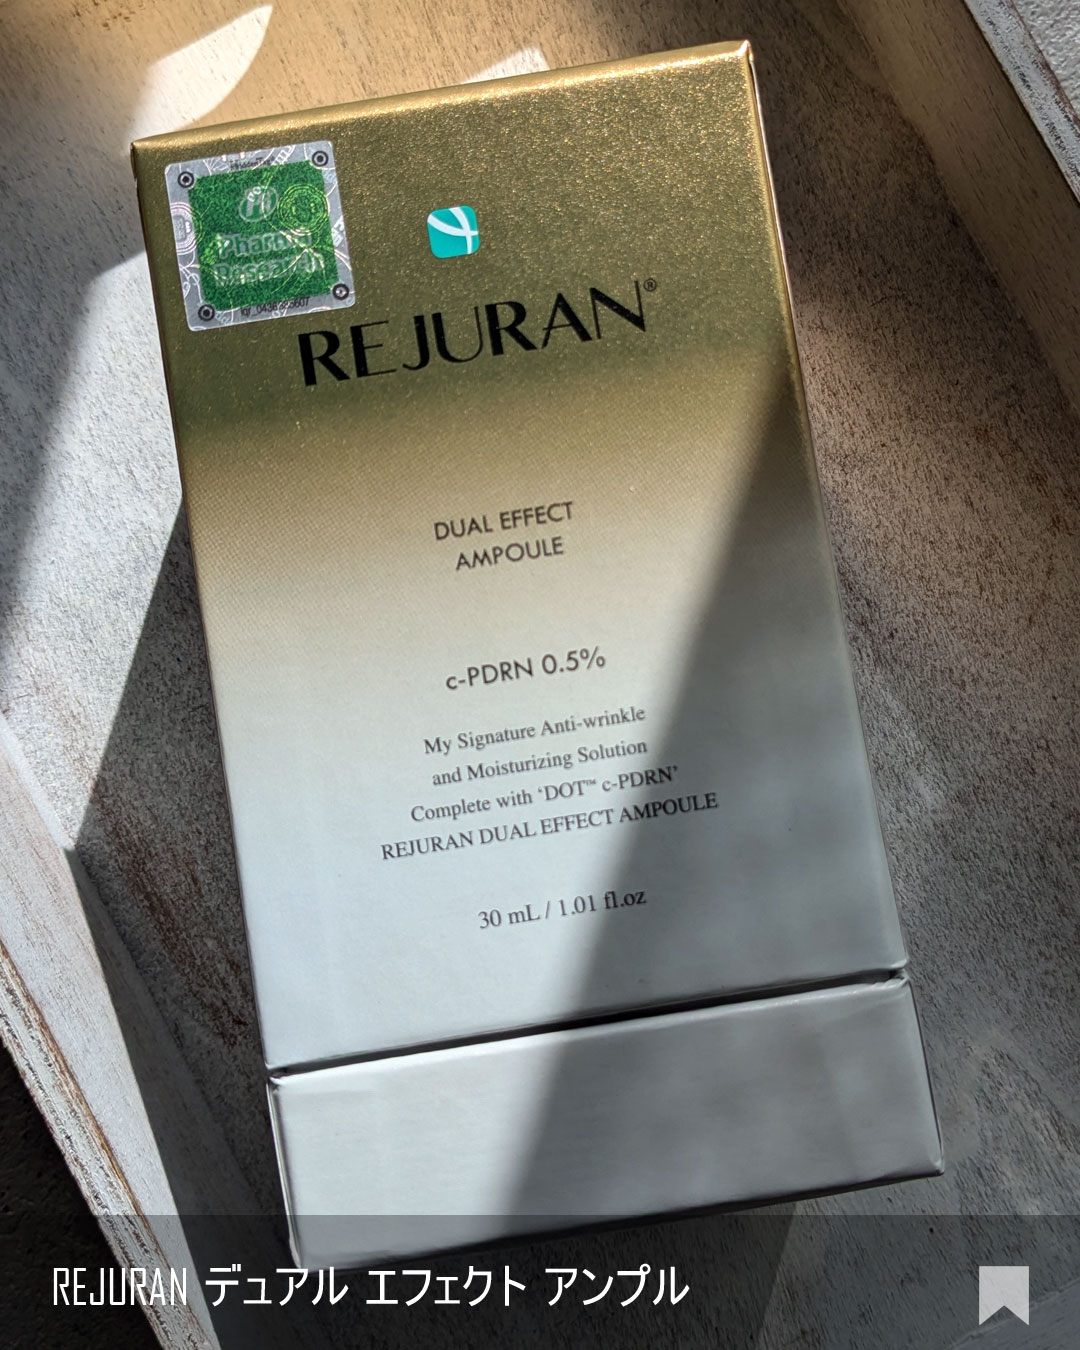 Pharma
Research
REJURAN®
DUAL EFFECT
AMPOULE
c-PDRN 0.5%
My Signature Anti-wrinkle
and Moisturizing Solution
Complete with ‘DOT™ c-PDRN’
REJURAN DUAL EFFECT AMPOULE
30 mL / 1.01 fl.oz
REJURAN デュアル エフェクト アンプル